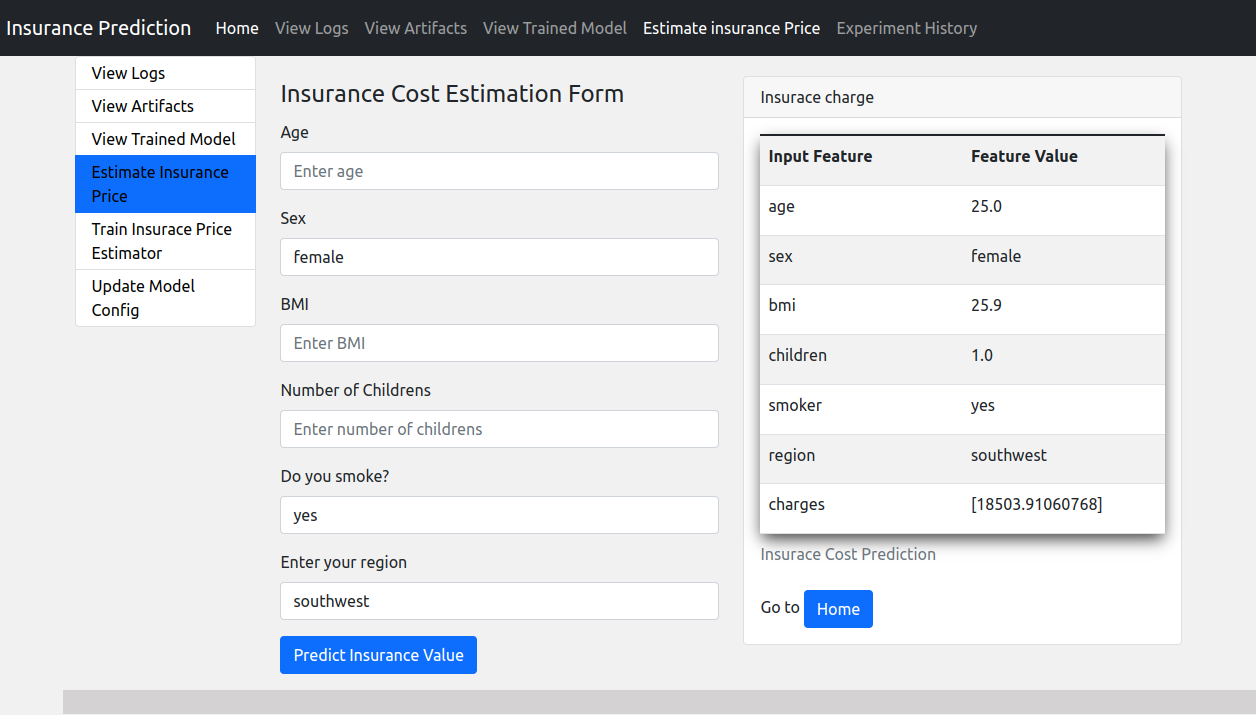 Insurance Prediction Home View Logs View Artifacts View Trained Model Estimate insurance Price Experiment History
View Logs
View Artifacts
View Trained Model
Estimate Insurance
Price
Train Insurace Price
Estimator
Update Model
Config
Insurance Cost Estimation Form
Age
Enter age
Sex
female
BMI
Enter BMI
Number of Childrens
Enter number of childrens
Do you smoke?
yes
Enter your region
southwest
Predict Insurance Value
Insurace charge
Input Feature Feature Value
age 25.0
sex female
bmi 25.9
children 1.0
smoker yes
region southwest
charges [18503.91060768]
Insurace Cost Prediction
Go to Home